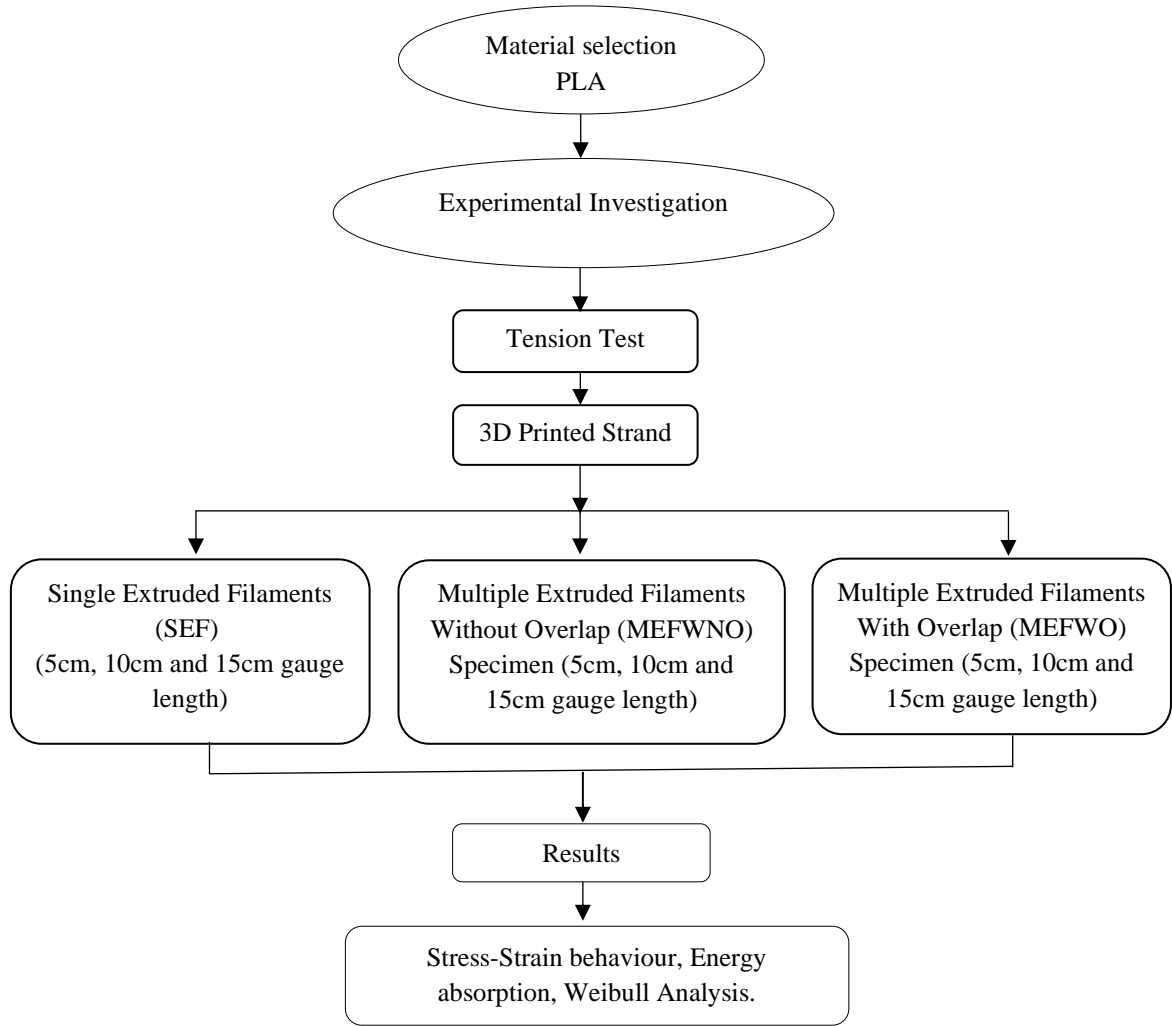 Material selection
PLA
Experimental Investigation
Tension Test
3D Printed Strand
Single Extruded Filaments
(SEF)
(5cm, 10cm and 15cm gauge
length)
Multiple Extruded Filaments
Without Overlap (MEFWNO)
Specimen (5cm, 10cm and
15cm gauge length)
Multiple Extruded Filaments
With Overlap (MEFWO)
Specimen (5cm, 10cm and
15cm gauge length)
Results
Stress-Strain behaviour, Energy
absorption, Weibull Analysis.